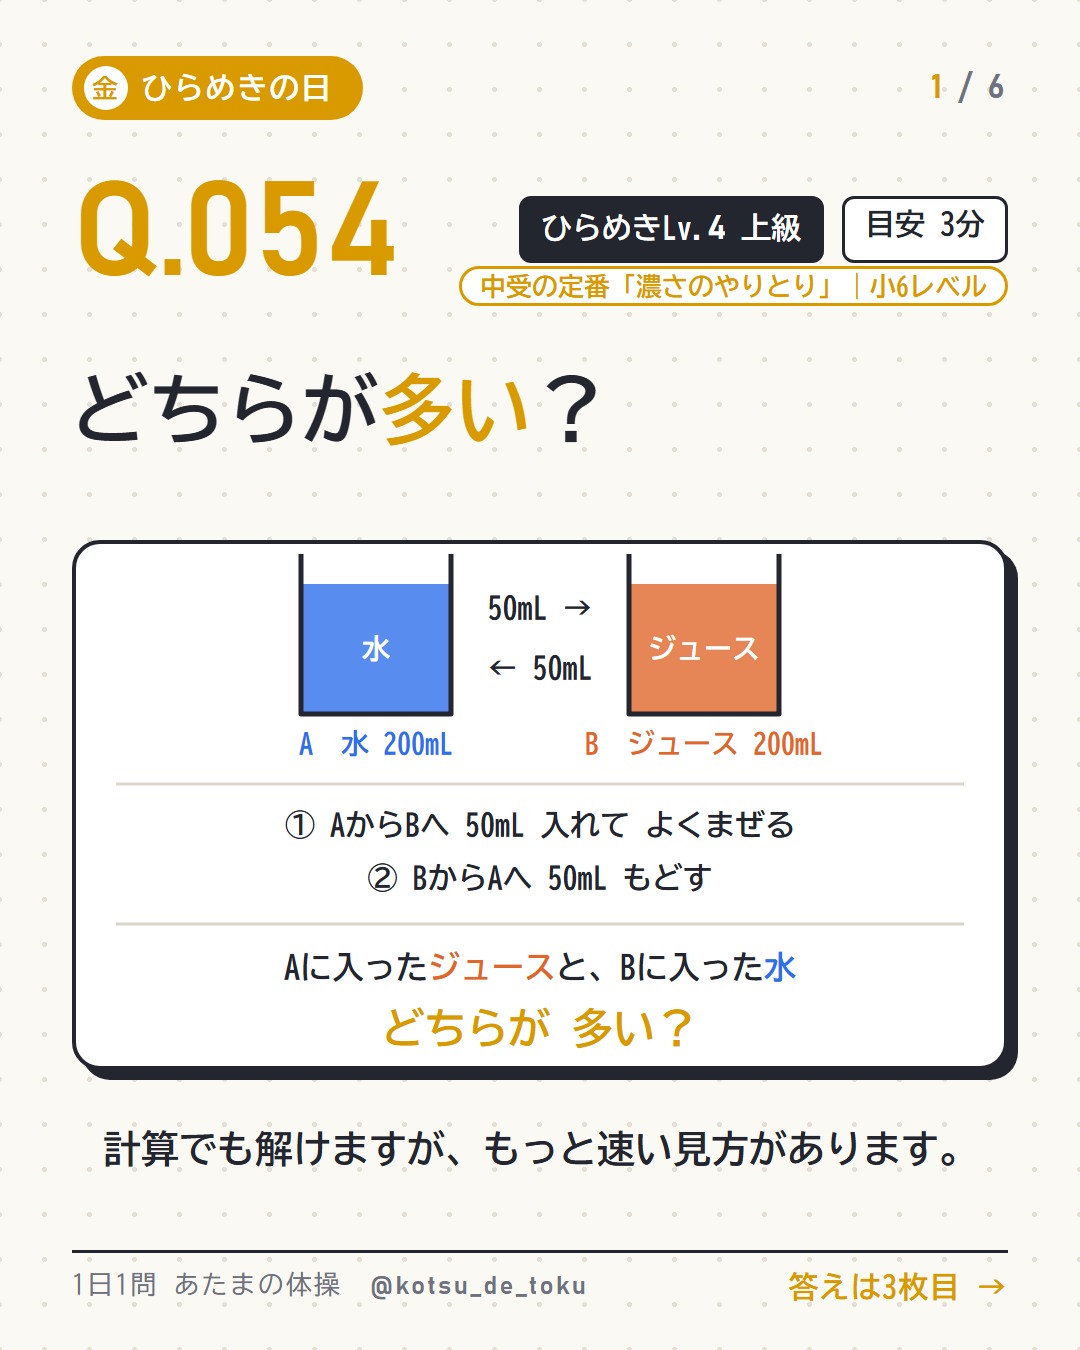 金 ひらめきの日
1 / 6
Q.054
ひらめきLv.4 上級
目安 3分
中受の定番「濃さのやりとり」｜小6レベル
どちらが多い？
50mL →
← 50mL
水
ジュース
A 水 200mL
B ジュース 200mL
① AからBへ 50mL 入れて よくまぜる
② BからAへ 50mL もどす
Aに入ったジュースと、Bに入った水
どちらが 多い？
計算でも解けますが、もっと速い見方があります。
1日1問 あたまの体操 @kotsu_de_toku
答えは3枚目 →